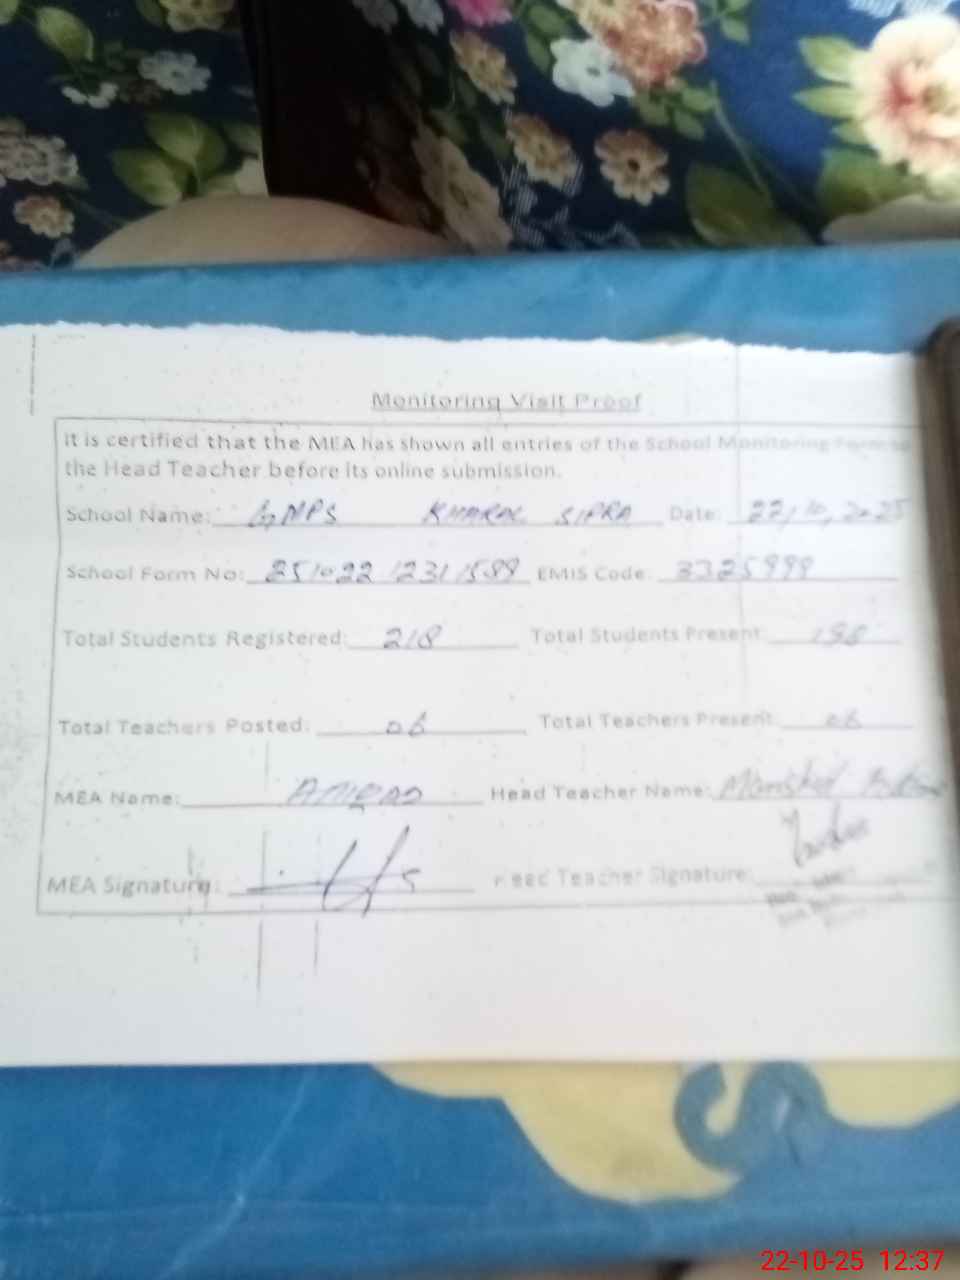 Monitoring Visit Proof
It is certified that the MEA has shown all entries of the School Monitoring Form to
the Head Teacher before its online submission.
School Name: GMPS KHARAL SIPRA Date: 22,10,2025
School Form No: 251022 1231 1589 EMIS Code:
Total Students Registered: 218 Total Students Present: 198
Total Teachers Posted: 06 Total Teachers Present: 06
MEA Name: Head Teacher Name:
MEA Signature: Head Teacher Signature:
22-10-25 12:37